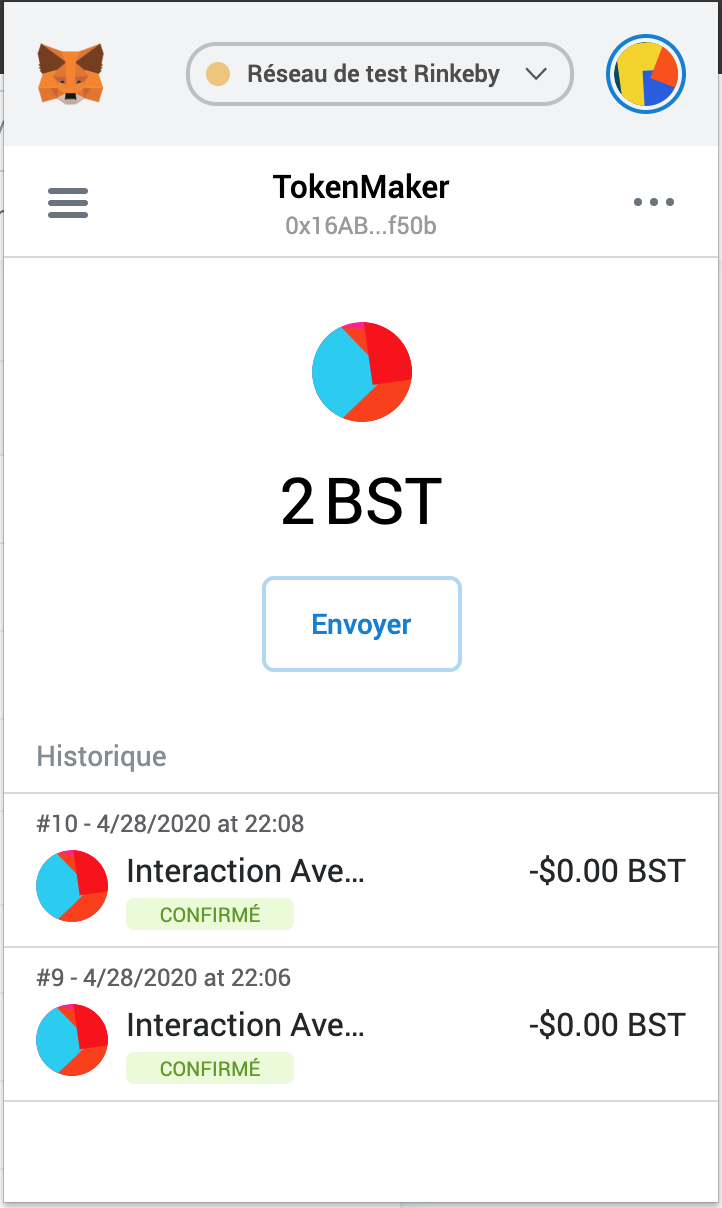 Réseau de test Rinkeby
TokenMaker
0x16AB...f50b
2 BST
Envoyer
Historique
#10 - 4/28/2020 at 22:08
Interaction Ave... -$0.00 BST
CONFIRMÉ
#9 - 4/28/2020 at 22:06
Interaction Ave... -$0.00 BST
CONFIRMÉ